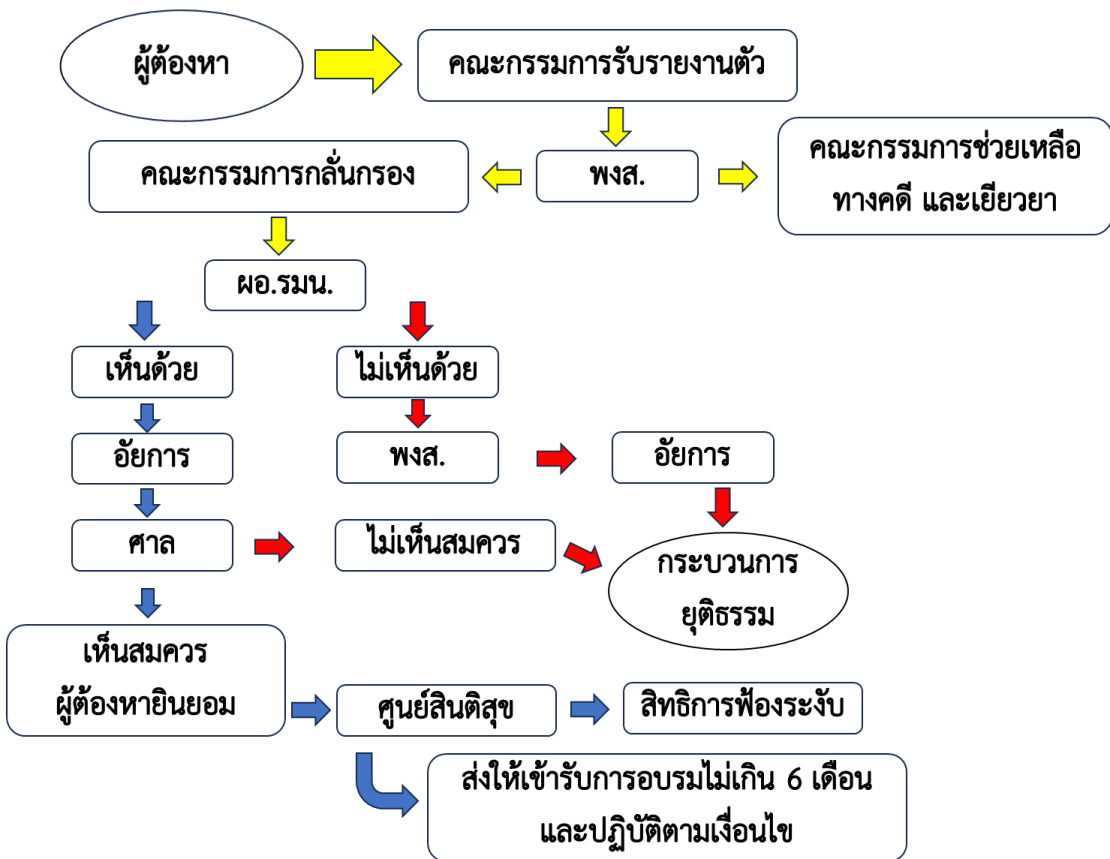 ผู้ต้องหา
คณะกรรมการรับรายงานตัว
คณะกรรมการกลั่นกรอง
พงส.
คณะกรรมการช่วยเหลือ
ทางคดี และเยียวยา
ผอ.รมน.
เห็นด้วย
ไม่เห็นด้วย
อัยการ
พงส.
อัยการ
ศาล
ไม่เห็นสมควร
กระบวนการ
ยุติธรรม
เห็นสมควร
ผู้ต้องหายินยอม
ศูนย์สินติสุข
สิทธิการฟ้องระงับ
ส่งให้เข้ารับการอบรมไม่เกิน 6 เดือน
และปฏิบัติตามเงื่อนไข